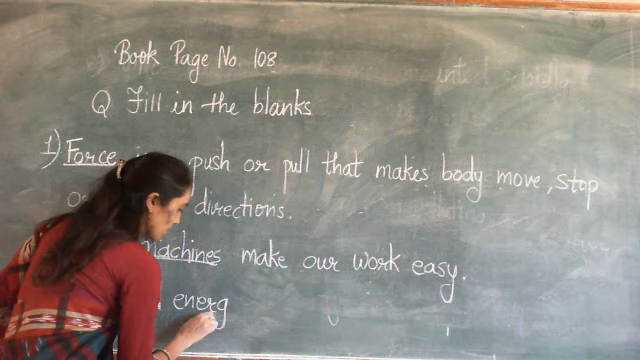 Book Page No. 108
Q Fill in the blanks
1) Force push or pull that makes body move, stop
directions.
Machines make our work easy.
energ